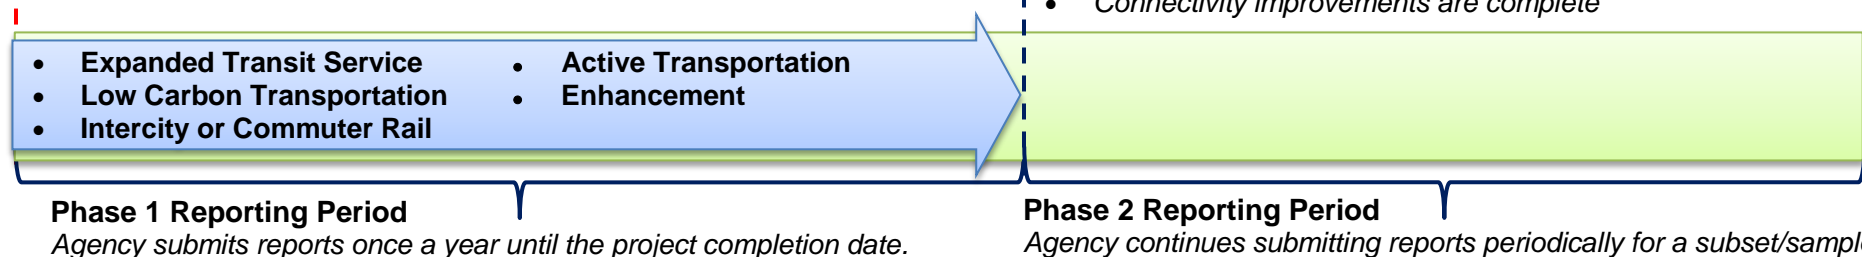 • Connectivity improvements are complete
• Expanded Transit Service
• Low Carbon Transportation
• Intercity or Commuter Rail
• Active Transportation
• Enhancement
Phase 1 Reporting Period
Agency submits reports once a year until the project completion date.
Phase 2 Reporting Period
Agency continues submitting reports periodically for a subset/sample